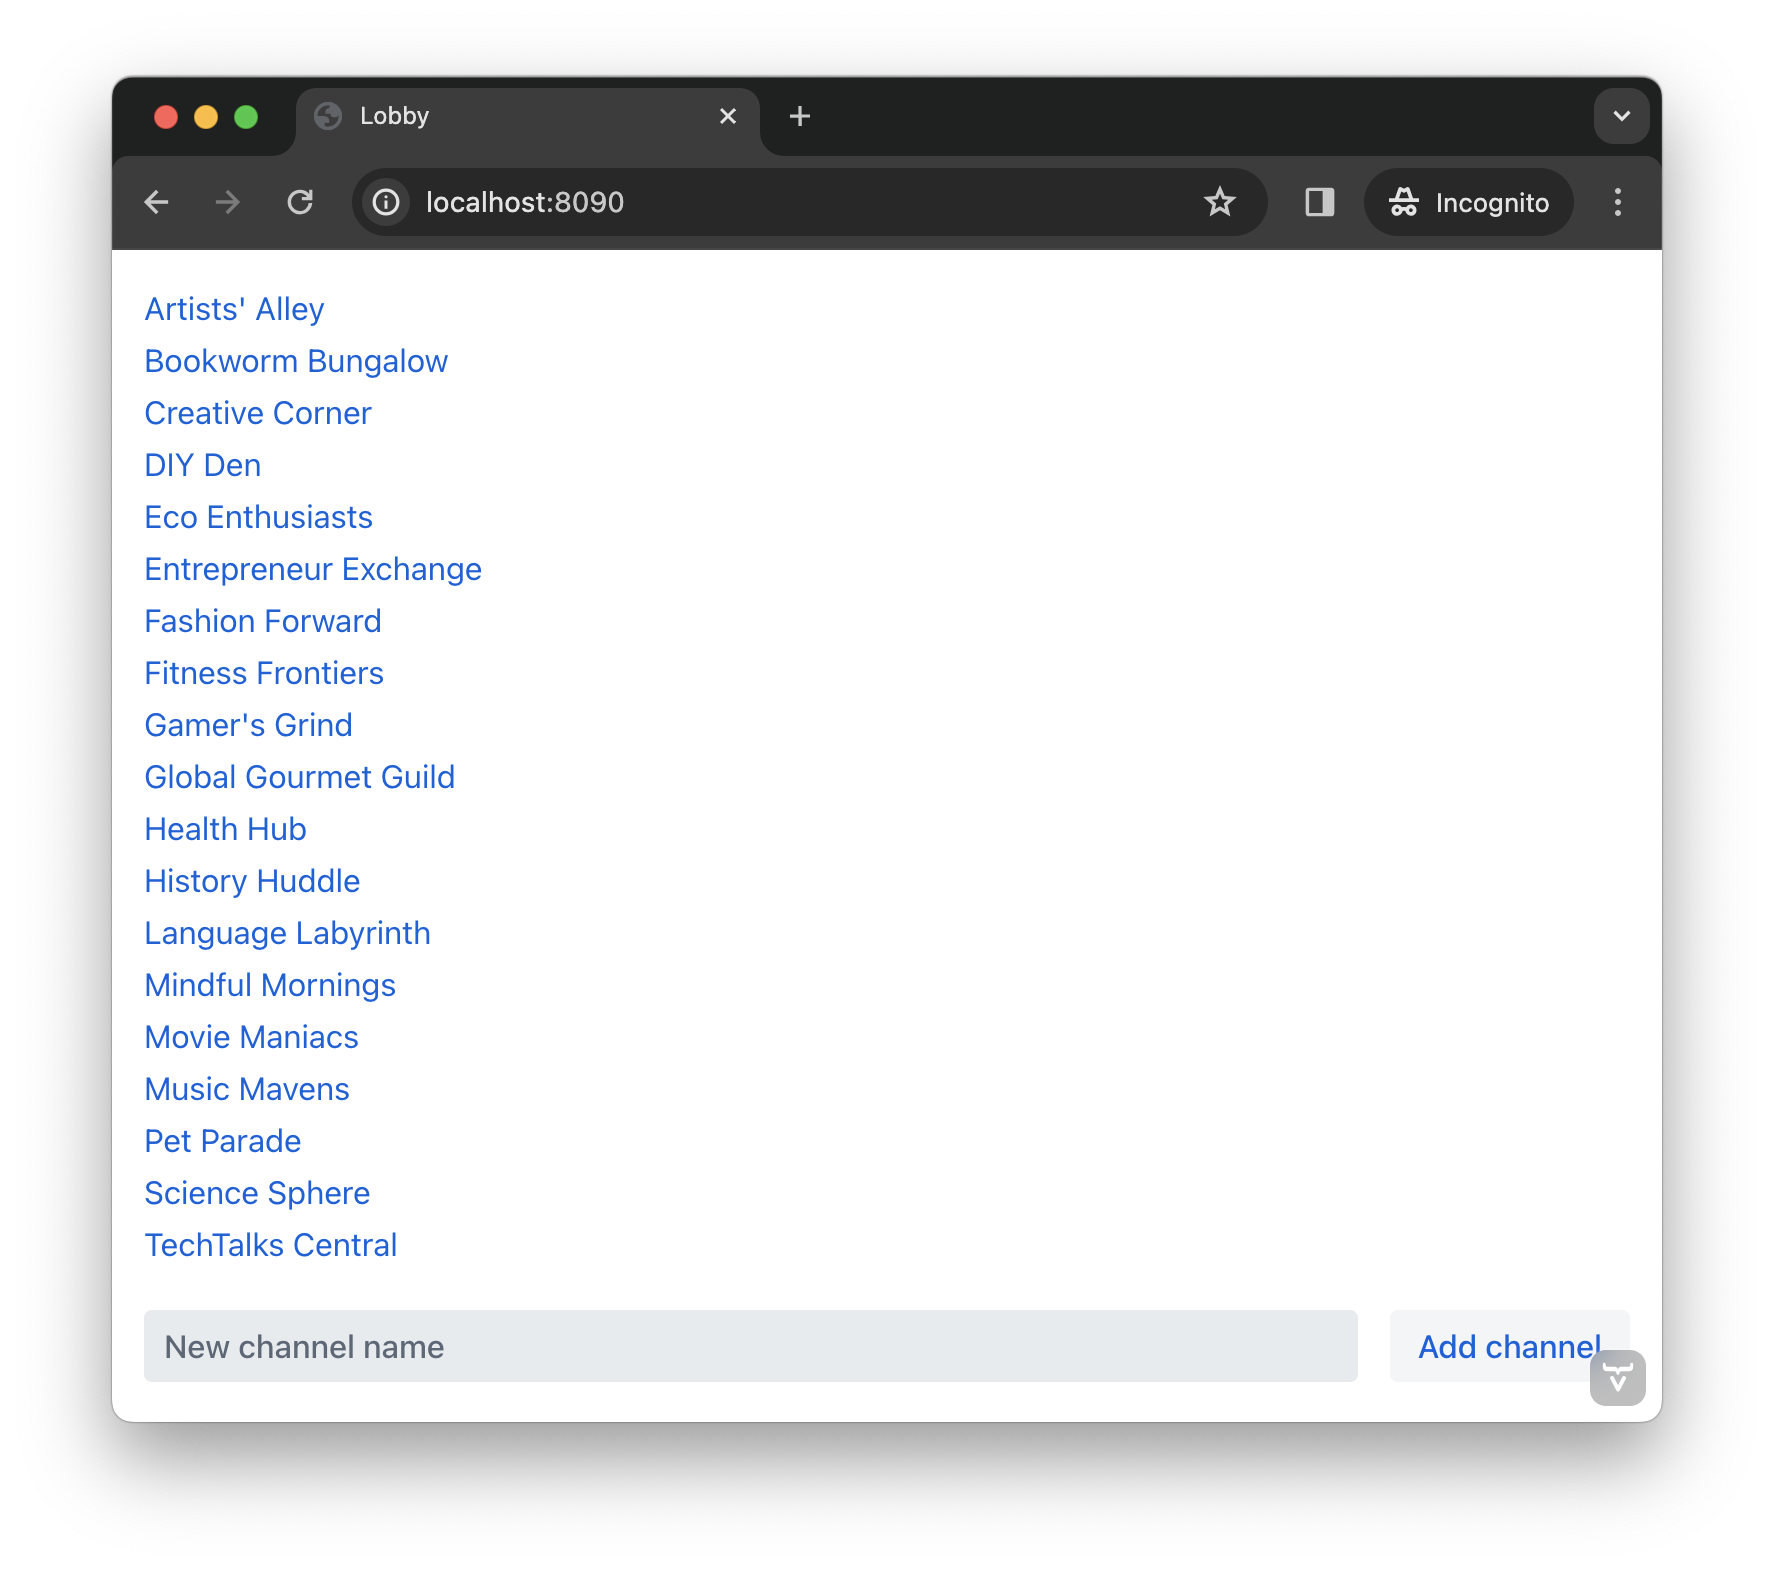 Lobby
localhost:8090
Incognito
Artists' Alley
Bookworm Bungalow
Creative Corner
DIY Den
Eco Enthusiasts
Entrepreneur Exchange
Fashion Forward
Fitness Frontiers
Gamer's Grind
Global Gourmet Guild
Health Hub
History Huddle
Language Labyrinth
Mindful Mornings
Movie Maniacs
Music Mavens
Pet Parade
Science Sphere
TechTalks Central
New channel name
Add channel